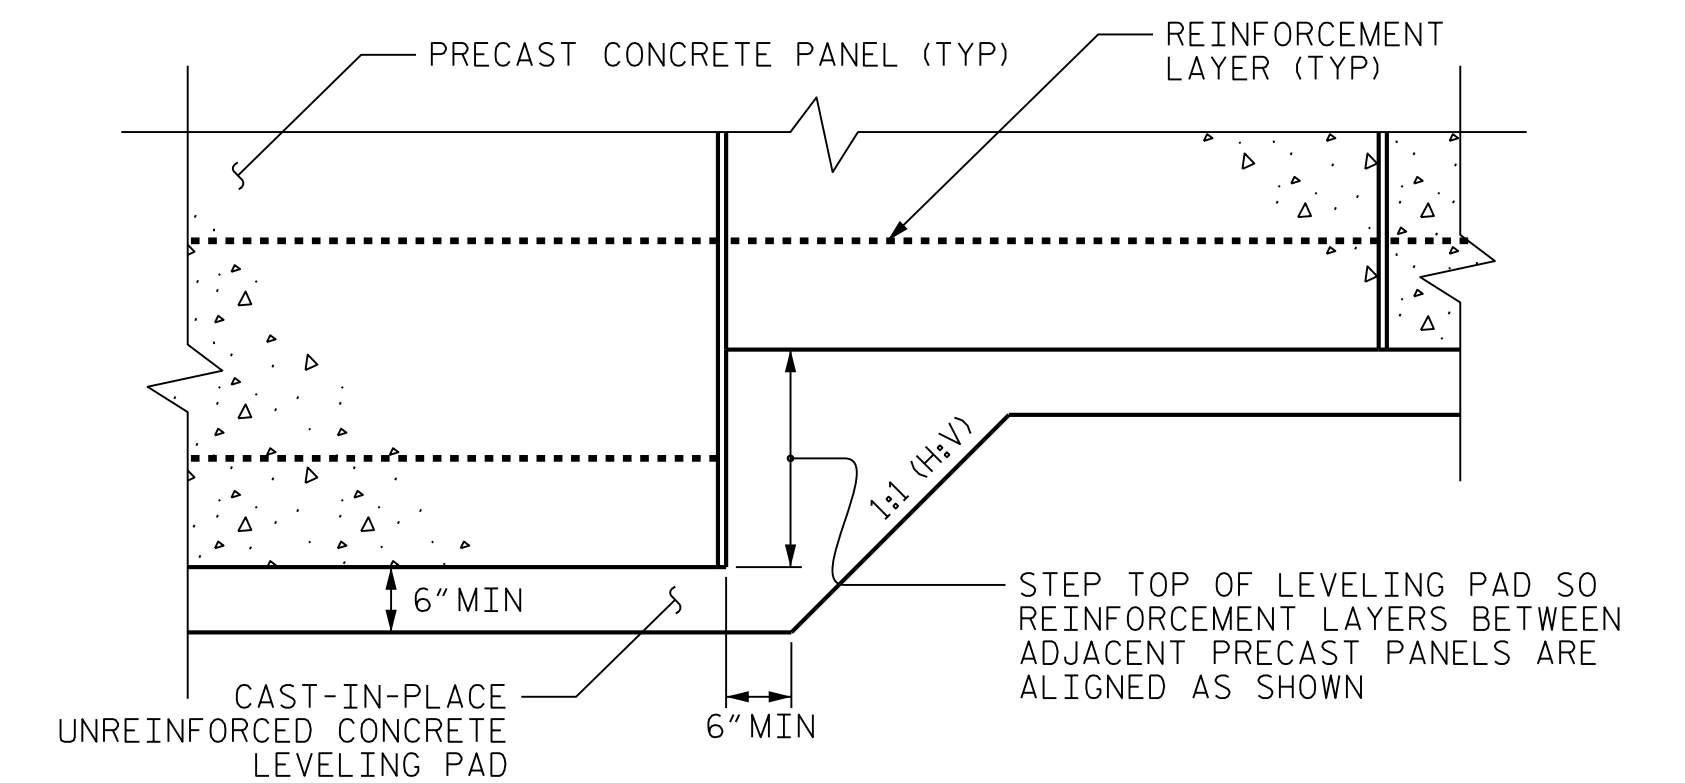 PRECAST CONCRETE PANEL (TYP)
REINFORCEMENT
LAYER (TYP)
1:1 (H:V)
6" MIN
STEP TOP OF LEVELING PAD SO
REINFORCEMENT LAYERS BETWEEN
ADJACENT PRECAST PANELS ARE
ALIGNED AS SHOWN
CAST-IN-PLACE
UNREINFORCED CONCRETE
LEVELING PAD
6" MIN